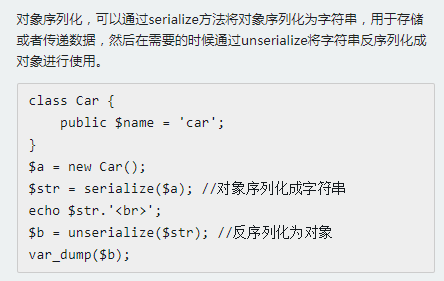 对象序列化，可以通过serialize方法将对象序列化为字符串，用于存储
或者传递数据，然后在需要的时候通过unserialize将字符串反序列化成
对象进行使用。
class Car {
    public $name = 'car';
}
$a = new Car();
$str = serialize($a); //对象序列化成字符串
echo $str.'<br>';
$b = unserialize($str); //反序列化为对象
var_dump($b);